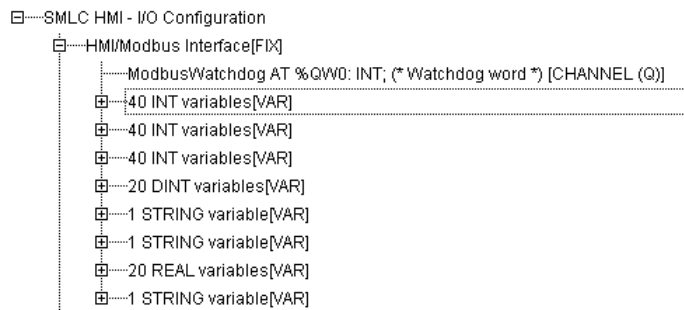 SMLC HMI - I/O Configuration
HMI/Modbus Interface[FIX]
ModbusWatchdog AT %QW0: INT; (* Watchdog word *) [CHANNEL (Q)]
40 INT variables[VAR]
40 INT variables[VAR]
40 INT variables[VAR]
20 DINT variables[VAR]
1 STRING variable[VAR]
1 STRING variable[VAR]
20 REAL variables[VAR]
1 STRING variable[VAR]